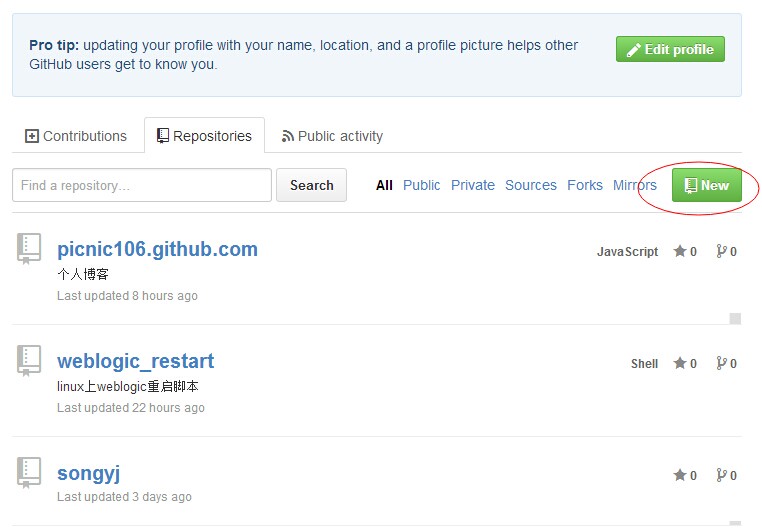 Pro tip: updating your profile with your name, location, and a profile picture helps other
GitHub users get to know you.
Edit profile
Contributions Repositories Public activity
Find a repository... Search All Public Private Sources Forks Mirrors New
picnic106.github.com JavaScript 0 0
个人博客
Last updated 8 hours ago
weblogic_restart Shell 0 0
linux上weblogic重启脚本
Last updated 22 hours ago
songyj 0 0
Last updated 3 days ago